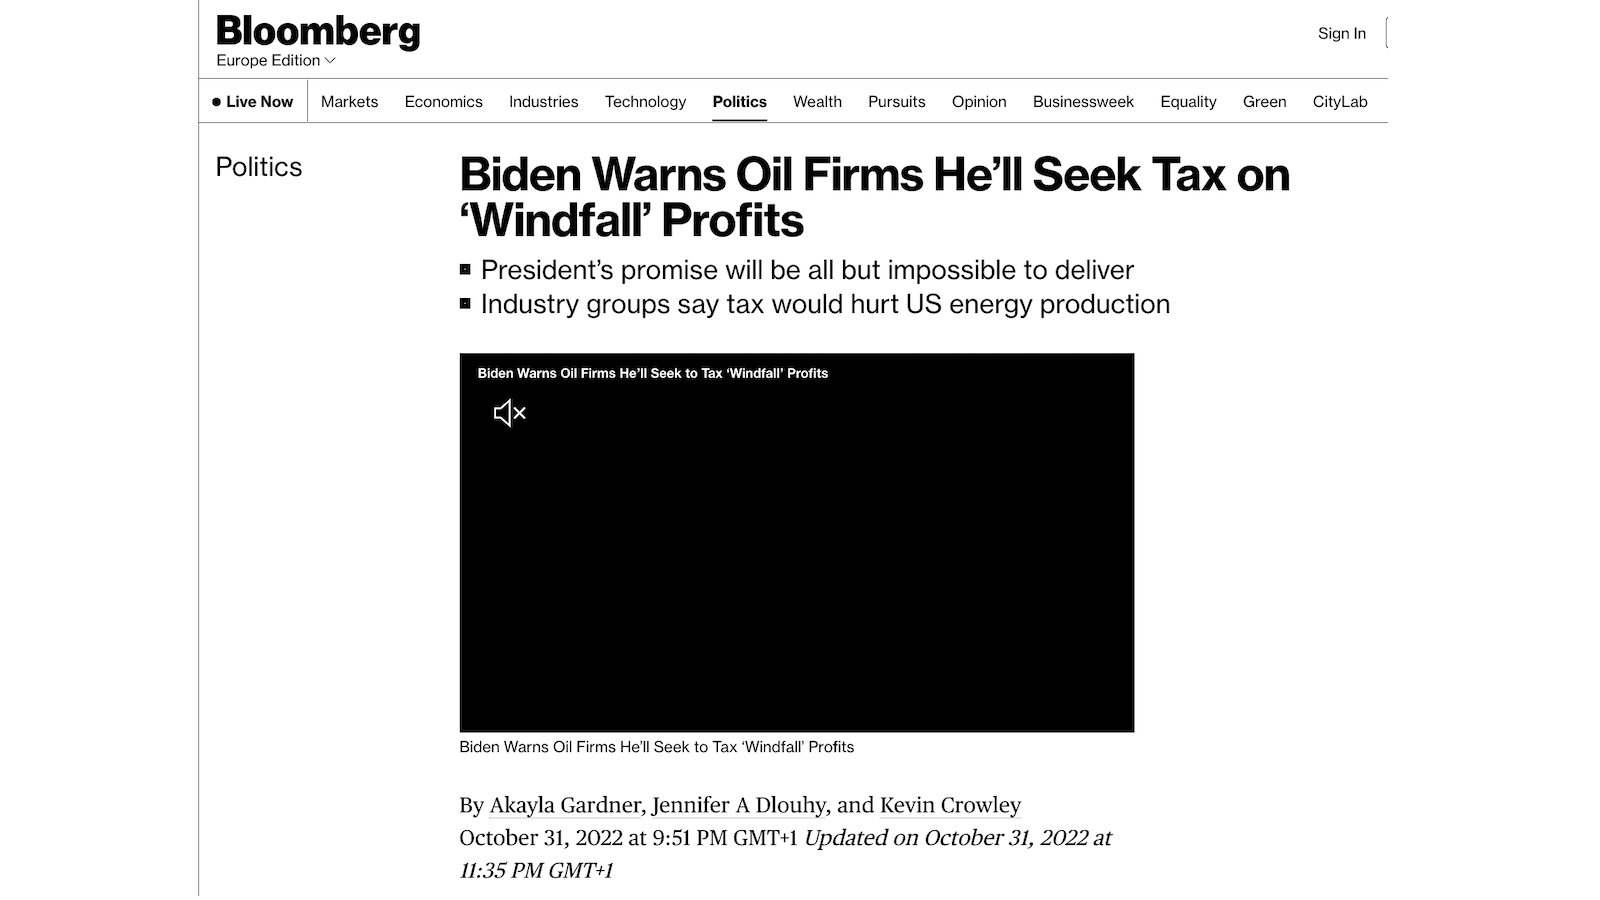 Bloomberg
Sign In
Europe Edition
Live Now Markets Economics Industries Technology Politics Wealth Pursuits Opinion Businessweek Equality Green CityLab
Politics
Biden Warns Oil Firms He’ll Seek Tax on
‘Windfall’ Profits
President’s promise will be all but impossible to deliver
Industry groups say tax would hurt US energy production
Biden Warns Oil Firms He’ll Seek to Tax ‘Windfall’ Profits
Biden Warns Oil Firms He’ll Seek to Tax ‘Windfall’ Profits
By Akayla Gardner, Jennifer A Dlouhy, and Kevin Crowley
October 31, 2022 at 9:51 PM GMT+1 Updated on October 31, 2022 at
11:35 PM GMT+1